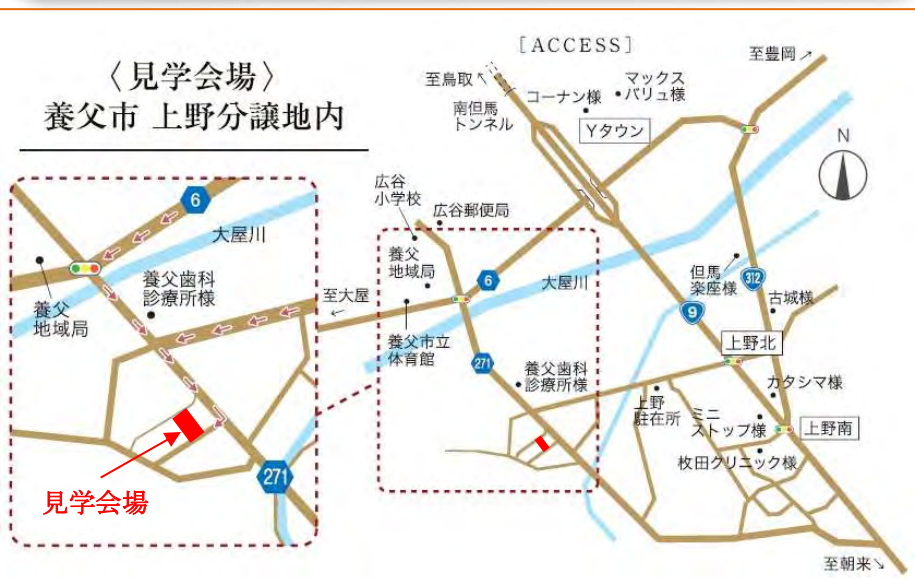 〈見学会場〉
養父市 上野分譲地内
[ACCESS]
至豊岡↗
至鳥取↖
コーナン様
マックス
バリュ様
南但馬
トンネル
Yタウン
N
広谷
小学校
広谷郵便局
養父
地域局
6
大屋川
至大屋
←
養父市立
体育館
271
養父歯科
診療所様
但馬
楽座様
312
古城様
9
上野北
カタシマ様
上野
駐在所
ミニ
ストップ様
上野南
枚田クリニック様
至朝来↘
6
大屋川
養父
地域局
養父歯科
診療所様
271
見学会場